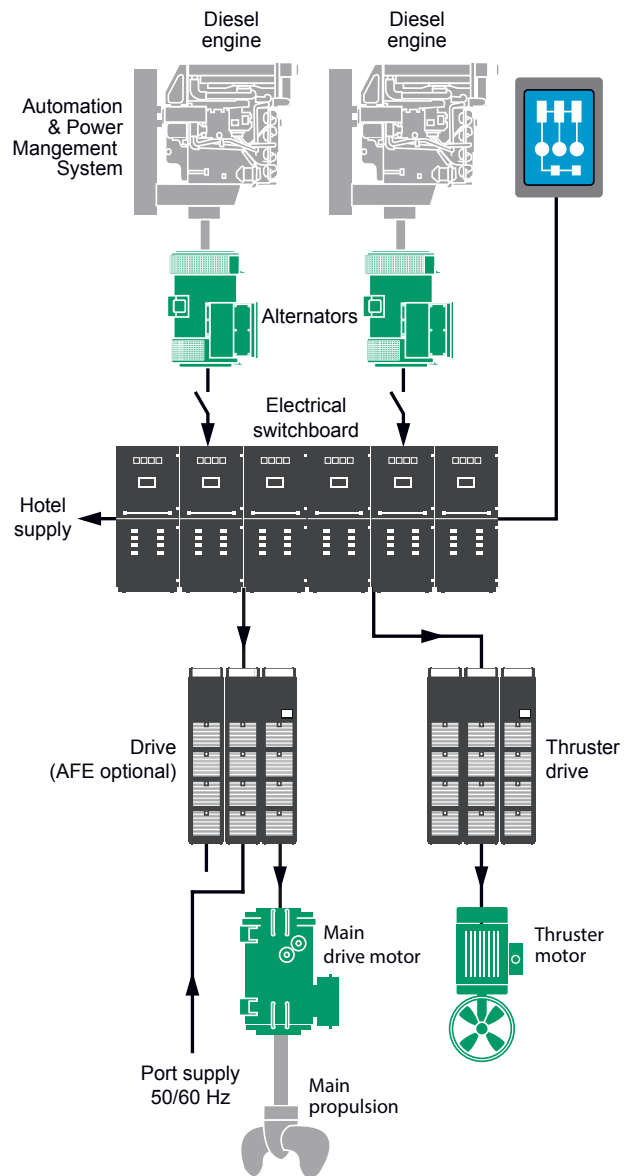 Diesel
engine
Diesel
engine
Automation
& Power
Mangement
System
Alternators
Electrical
switchboard
Hotel
supply
Drive
(AFE optional)
Thruster
drive
Main
drive motor
Thruster
motor
Port supply
50/60 Hz
Main
propulsion